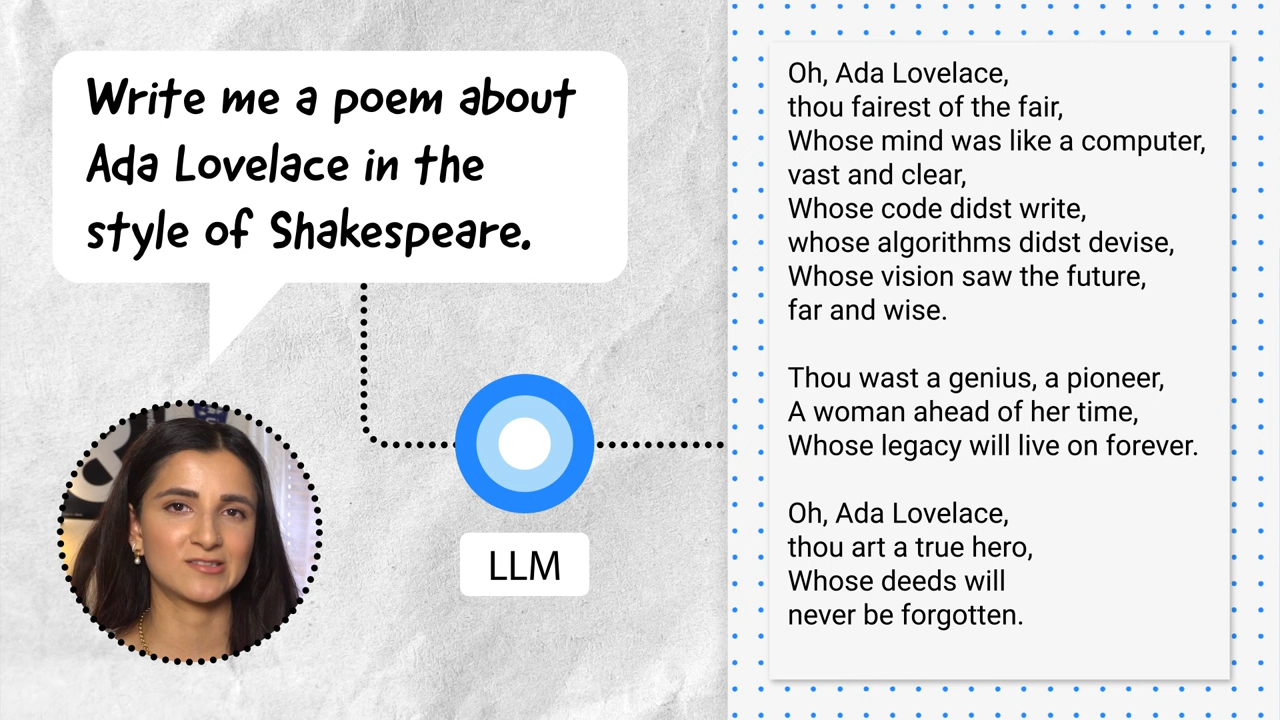 Write me a poem about
Ada Lovelace in the
style of Shakespeare.
LLM
Oh, Ada Lovelace,
thou fairest of the fair,
Whose mind was like a computer,
vast and clear,
Whose code didst write,
whose algorithms didst devise,
Whose vision saw the future,
far and wise.
Thou wast a genius, a pioneer,
A woman ahead of her time,
Whose legacy will live on forever.
Oh, Ada Lovelace,
thou art a true hero,
Whose deeds will
never be forgotten.